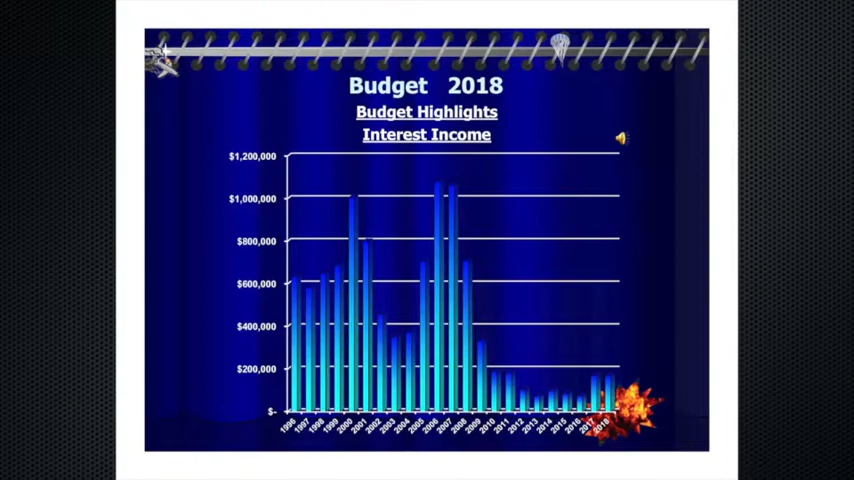 Budget 2018
Budget Highlights
Interest Income
$1,200,000
$1,000,000
$800,000
$600,000
$400,000
$200,000
$-
1996 1997 1998 1999 2000 2001 2002 2003 2004 2005 2006 2007 2008 2009 2010 2011 2012 2013 2014 2015 2016 2017 2018